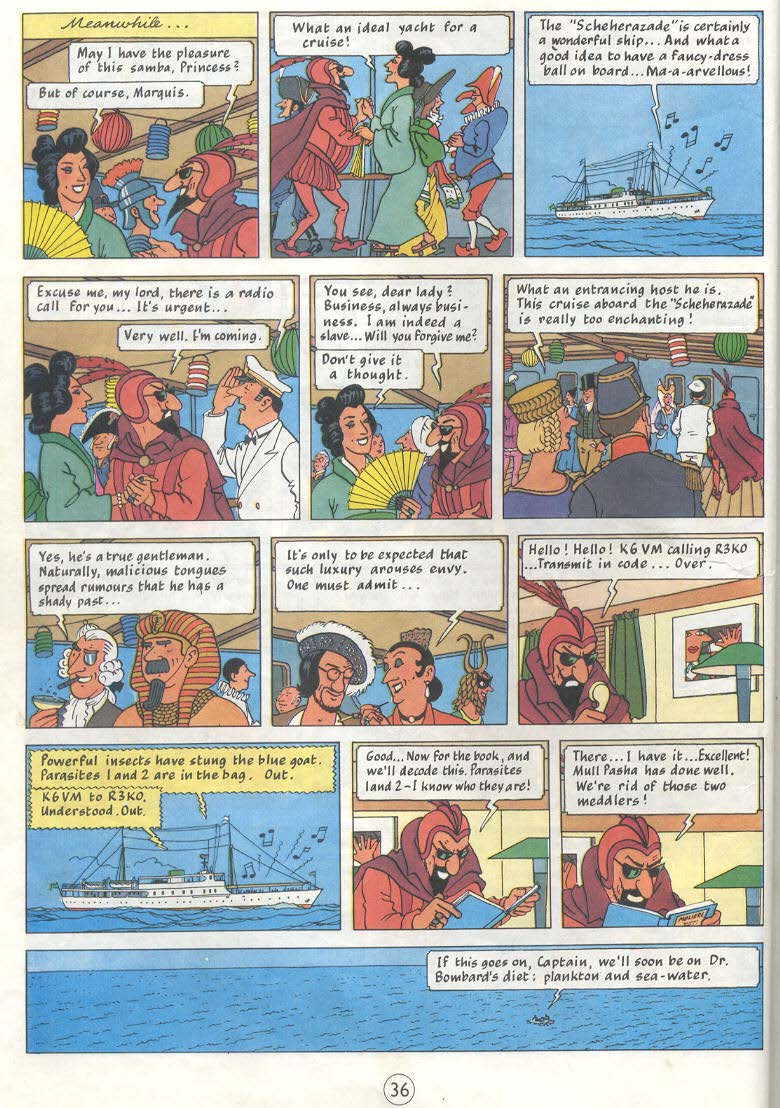 Meanwhile...
May I have the pleasure
of this samba, Princess?
But of course, Marquis.
What an ideal yacht for a
cruise!
The "Scheherazade" is certainly
a wonderful ship... And what a
good idea to have a fancy-dress
ball on board... Ma-a-arvellous!
Excuse me, my lord, there is a radio
call for you... It's urgent...
Very well. I'm coming.
You see, dear lady?
Business, always busi-
ness. I am indeed a
slave... Will you forgive me?
Don't give it
a thought.
What an entrancing host he is.
This cruise aboard the "Scheherazade"
is really too enchanting!
Yes, he's a true gentleman.
Naturally, malicious tongues
spread rumours that he has a
shady past...
It's only to be expected that
such luxury arouses envy.
One must admit...
Hello! Hello! K6VM calling R3KO
...Transmit in code... Over.
Powerful insects have stung the blue goat.
Parasites 1 and 2 are in the bag. Out.
K6VM to R3KO.
Understood. Out.
Good... Now for the book, and
we'll decode this. Parasites
1 and 2 - I know who they are!
There... I have it...Excellent!
Mull Pasha has done well.
We're rid of those two
meddlers!
MOLIERE
If this goes on, Captain, we'll soon be on Dr.
Bombard's diet: plankton and sea-water.
36